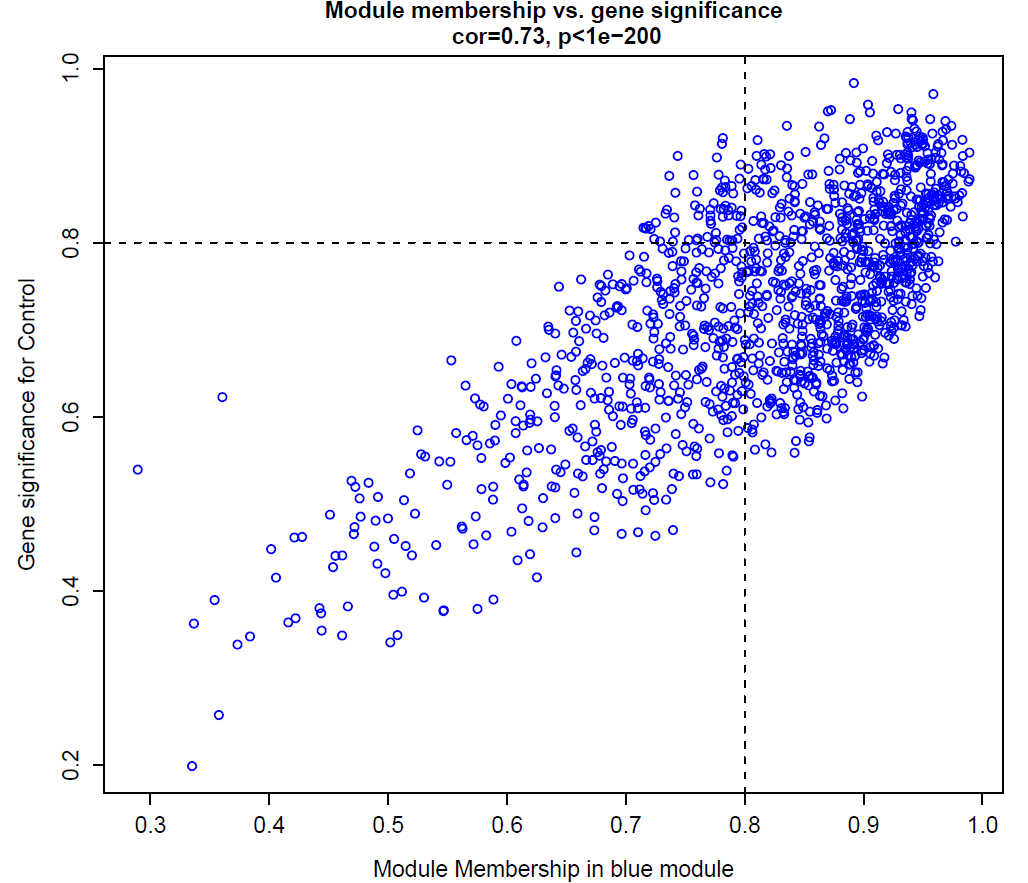 Module membership vs. gene significance
cor=0.73, p<1e−200
Gene significance for Control
1.0
0.8
0.6
0.4
0.2
0.3 0.4 0.5 0.6 0.7 0.8 0.9 1.0
Module Membership in blue module